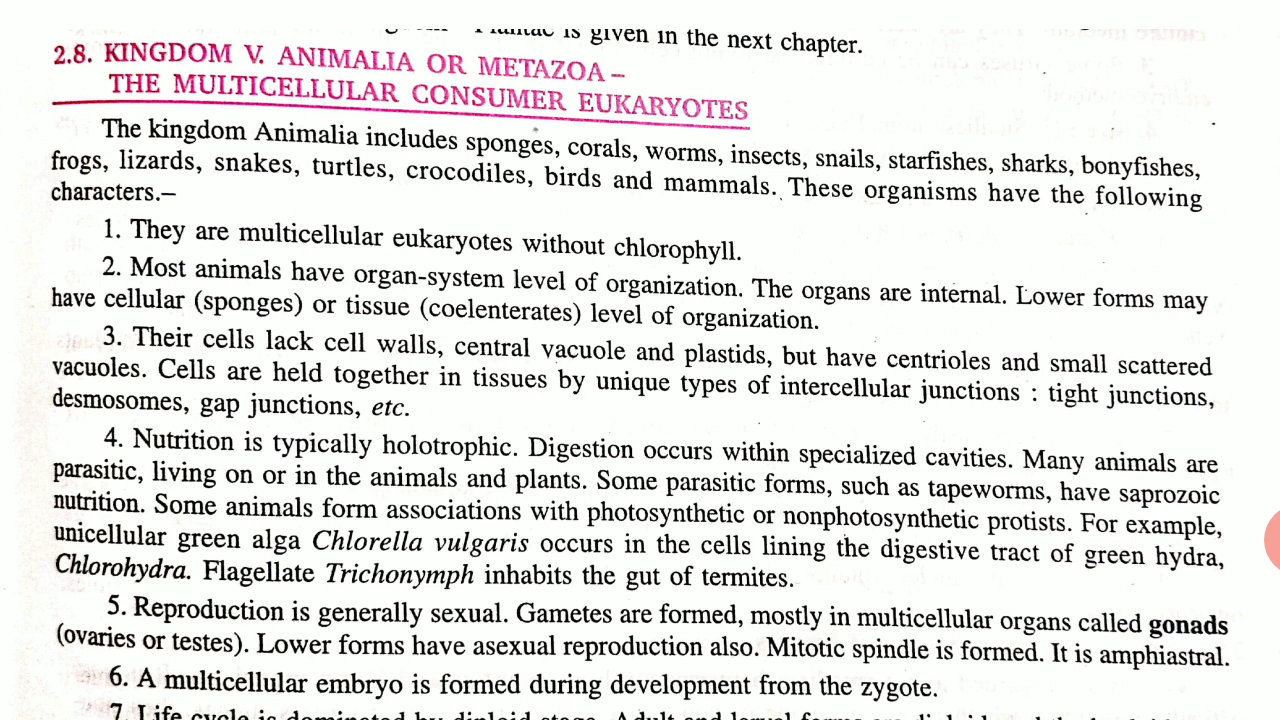 is given in the next chapter.
2.8. KINGDOM V. ANIMALIA OR METAZOA –
THE MULTICELLULAR CONSUMER EUKARYOTES
The kingdom Animalia includes sponges, corals, worms, insects, snails, starfishes, sharks, bonyfishes,
frogs, lizards, snakes, turtles, crocodiles, birds and mammals. These organisms have the following
characters.–
1. They are multicellular eukaryotes without chlorophyll.
2. Most animals have organ-system level of organization. The organs are internal. Lower forms may
have cellular (sponges) or tissue (coelenterates) level of organization.
3. Their cells lack cell walls, central vacuole and plastids, but have centrioles and small scattered
vacuoles. Cells are held together in tissues by unique types of intercellular junctions : tight junctions,
desmosomes, gap junctions, etc.
4. Nutrition is typically holotrophic. Digestion occurs within specialized cavities. Many animals are
parasitic, living on or in the animals and plants. Some parasitic forms, such as tapeworms, have saprozoic
nutrition. Some animals form associations with photosynthetic or nonphotosynthetic protists. For example,
unicellular green alga Chlorella vulgaris occurs in the cells lining the digestive tract of green hydra,
Chlorohydra. Flagellate Trichonymph inhabits the gut of termites.
5. Reproduction is generally sexual. Gametes are formed, mostly in multicellular organs called gonads
(ovaries or testes). Lower forms have asexual reproduction also. Mitotic spindle is formed. It is amphiastral.
6. A multicellular embryo is formed during development from the zygote.
7. Life cycle is dominated by diploid stage. Adult and larval forms are